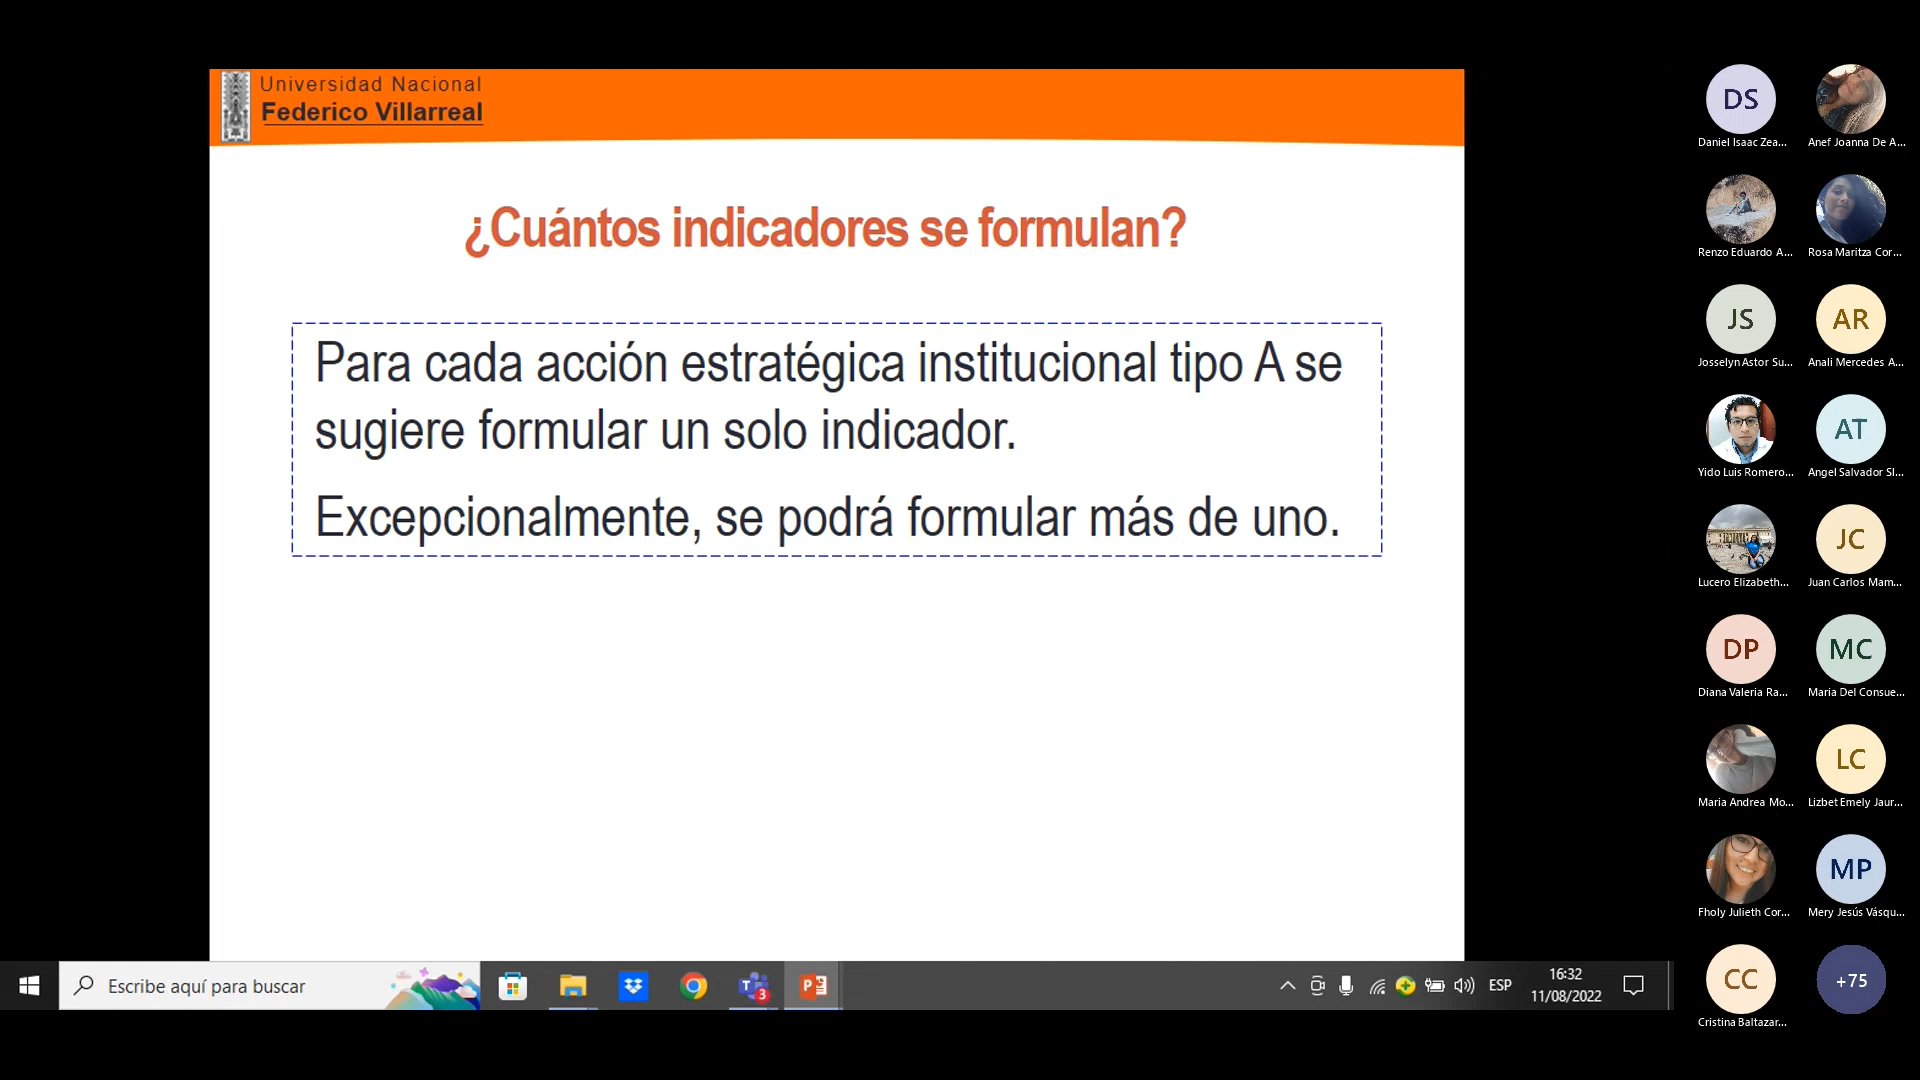 Universidad Nacional
Federico Villarreal
¿Cuántos indicadores se formulan?
Para cada acción estratégica institucional tipo A se
sugiere formular un solo indicador.
Excepcionalmente, se podrá formular más de uno.
DS
Daniel Isaac Zea...
Anef Joanna De A...
Renzo Eduardo A...
Rosa Maritza Cor...
JS
AR
Josselyn Astor Su...
Anali Mercedes A...
AT
Yido Luis Romero...
Angel Salvador Sl...
JC
Lucero Elizabeth...
Juan Carlos Mam...
DP
MC
Diana Valeria Ra...
Maria Del Consue...
LC
Maria Andrea Mo...
Lizbet Emely Jaur...
MP
Fholy Julieth Cor...
Mery Jesús Vásqu...
CC
+75
Cristina Baltazar...
Escribe aquí para buscar
3
ESP
16:32
11/08/2022